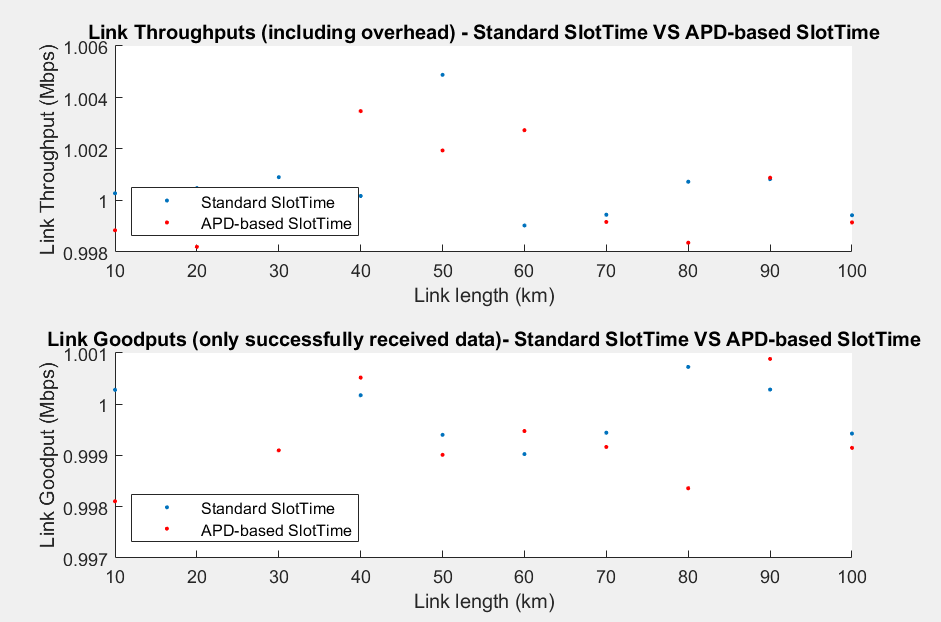 Link Throughputs (including overhead) - Standard SlotTime VS APD-based SlotTime
Link Throughput (Mbps)
1.006
1.004
1.002
1
0.998
Standard SlotTime
APD-based SlotTime
10 20 30 40 50 60 70 80 90 100
Link length (km)
Link Goodputs (only successfully received data)- Standard SlotTime VS APD-based SlotTime
Link Goodput (Mbps)
1.001
1
0.999
0.998
0.997
Standard SlotTime
APD-based SlotTime
10 20 30 40 50 60 70 80 90 100
Link length (km)